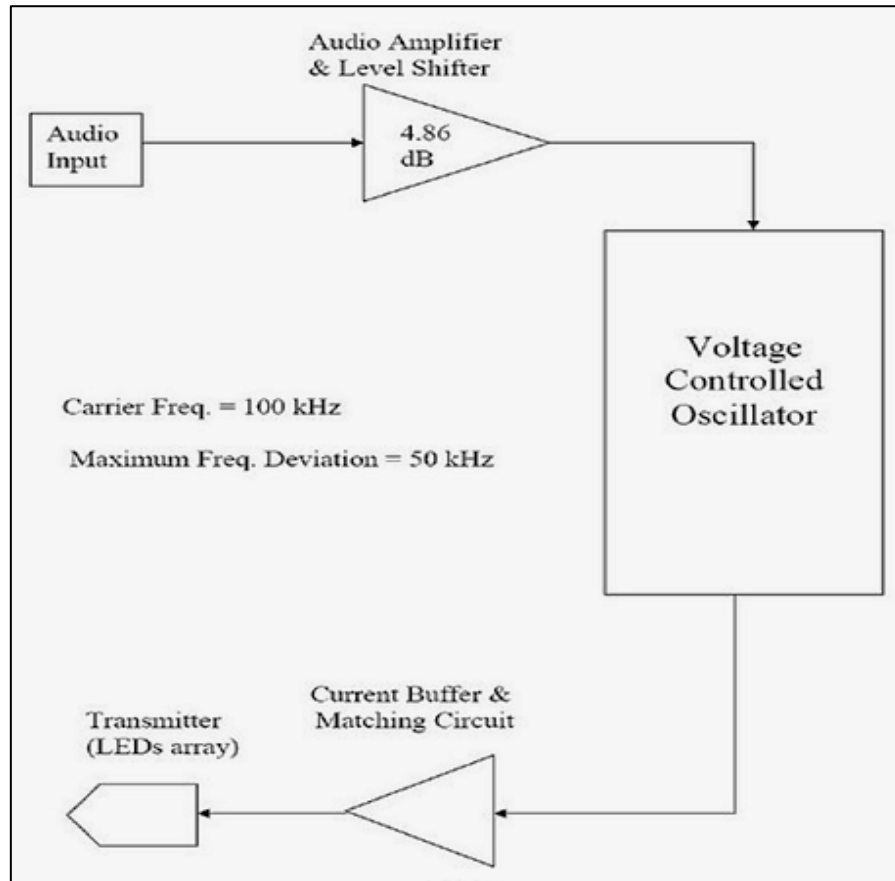 Audio Amplifier
& Level Shifter
Audio
Input
4.86
dB
Voltage
Controlled
Oscillator
Carrier Freq. = 100 kHz
Maximum Freq. Deviation = 50 kHz
Current Buffer &
Matching Circuit
Transmitter
(LEDs array)